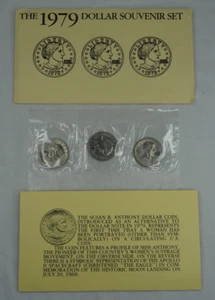 THE 1979 DOLLAR SOUVENIR SET
THE SUSAN B. ANTHONY DOLLAR COIN,
INTRODUCED AS AN ALTERNATIVE TO
THE DOLLAR NOTE IN 1979, REPRESENTS
THE FIRST TIME THAT A WOMAN HAS
BEEN PORTRAYED (OTHER THAN SYM-
BOLICALLY) ON A CIRCULATING U.S.
COIN.
THE COIN FEATURES A PROFILE OF MISS ANTHONY,
THE PIONEER OF THIS COUNTRY'S WOMEN'S SUFFRAGE
MOVEMENT, ON THE OBVERSE SIDE. ON THE REVERSE
THERE IS A SYMBOLIC REPRESENTATION OF THE APOLLO
11 SPACECRAFT (CHRISTENED "THE EAGLE") IN COM-
MEMORATION OF THE HISTORIC MOON LANDING ON
JULY 20, 1969.